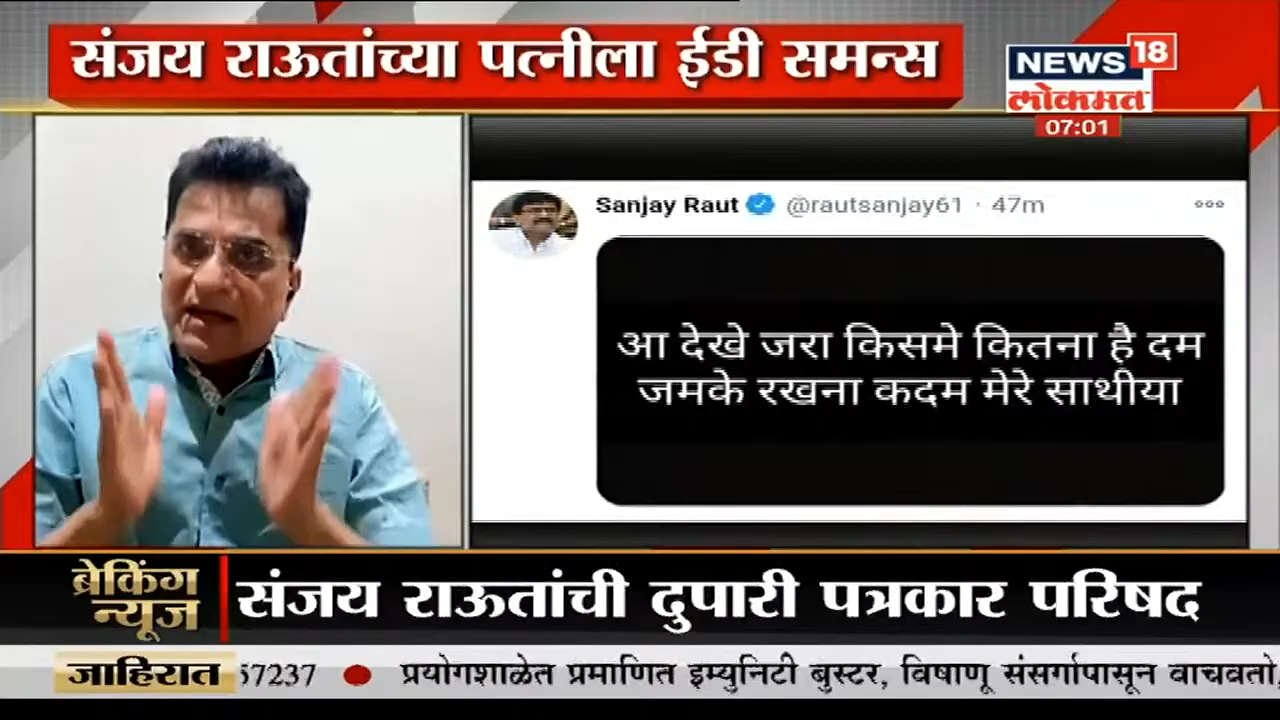 संजय राऊतांच्या पत्नीला ईडी समन्स
NEWS 18
लोकमत
07:01
Sanjay Raut @rautsanjay61 · 47m
आ देखे जरा किसमे कितना है दम
जमके रखना कदम मेरे साथीया
ब्रेकिंग
न्यूज
संजय राऊतांची दुपारी पत्रकार परिषद
जाहिरात
57237 ● प्रयोगशाळेत प्रमाणित इम्युनिटी बुस्टर, विषाणू संसर्गापासून वाचवतो,